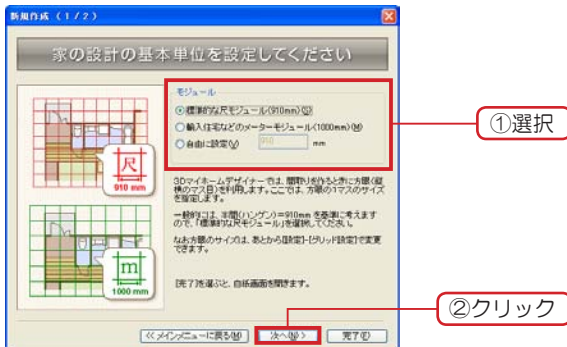 新規作成（1/2）
家の設計の基本単位を設定してください
モジュール
標準的な尺モジュール(910mm)(S)
輸入住宅などのメーターモジュール(1000mm)(M)
自由に設定(V) 910 mm
①選択
尺
910 mm
m
1000 mm
3Dマイホームデザイナーでは、間取りを作るときに方眼(縦
横のマス目)を利用します。ここでは、方眼の1マスのサイズ
を指定します。
一般的には、半間(ハンゲン)=910mm を基準に考えます
ので、「標準的な尺モジュール」を選択してください。
なお方眼のサイズは、あとから[設定]-[グリッド設定]で変更
できます。
[完了]を選ぶと、白紙画面を開きます。
②クリック
<<メインメニューに戻る(M) 次へ(N)> 完了(F)